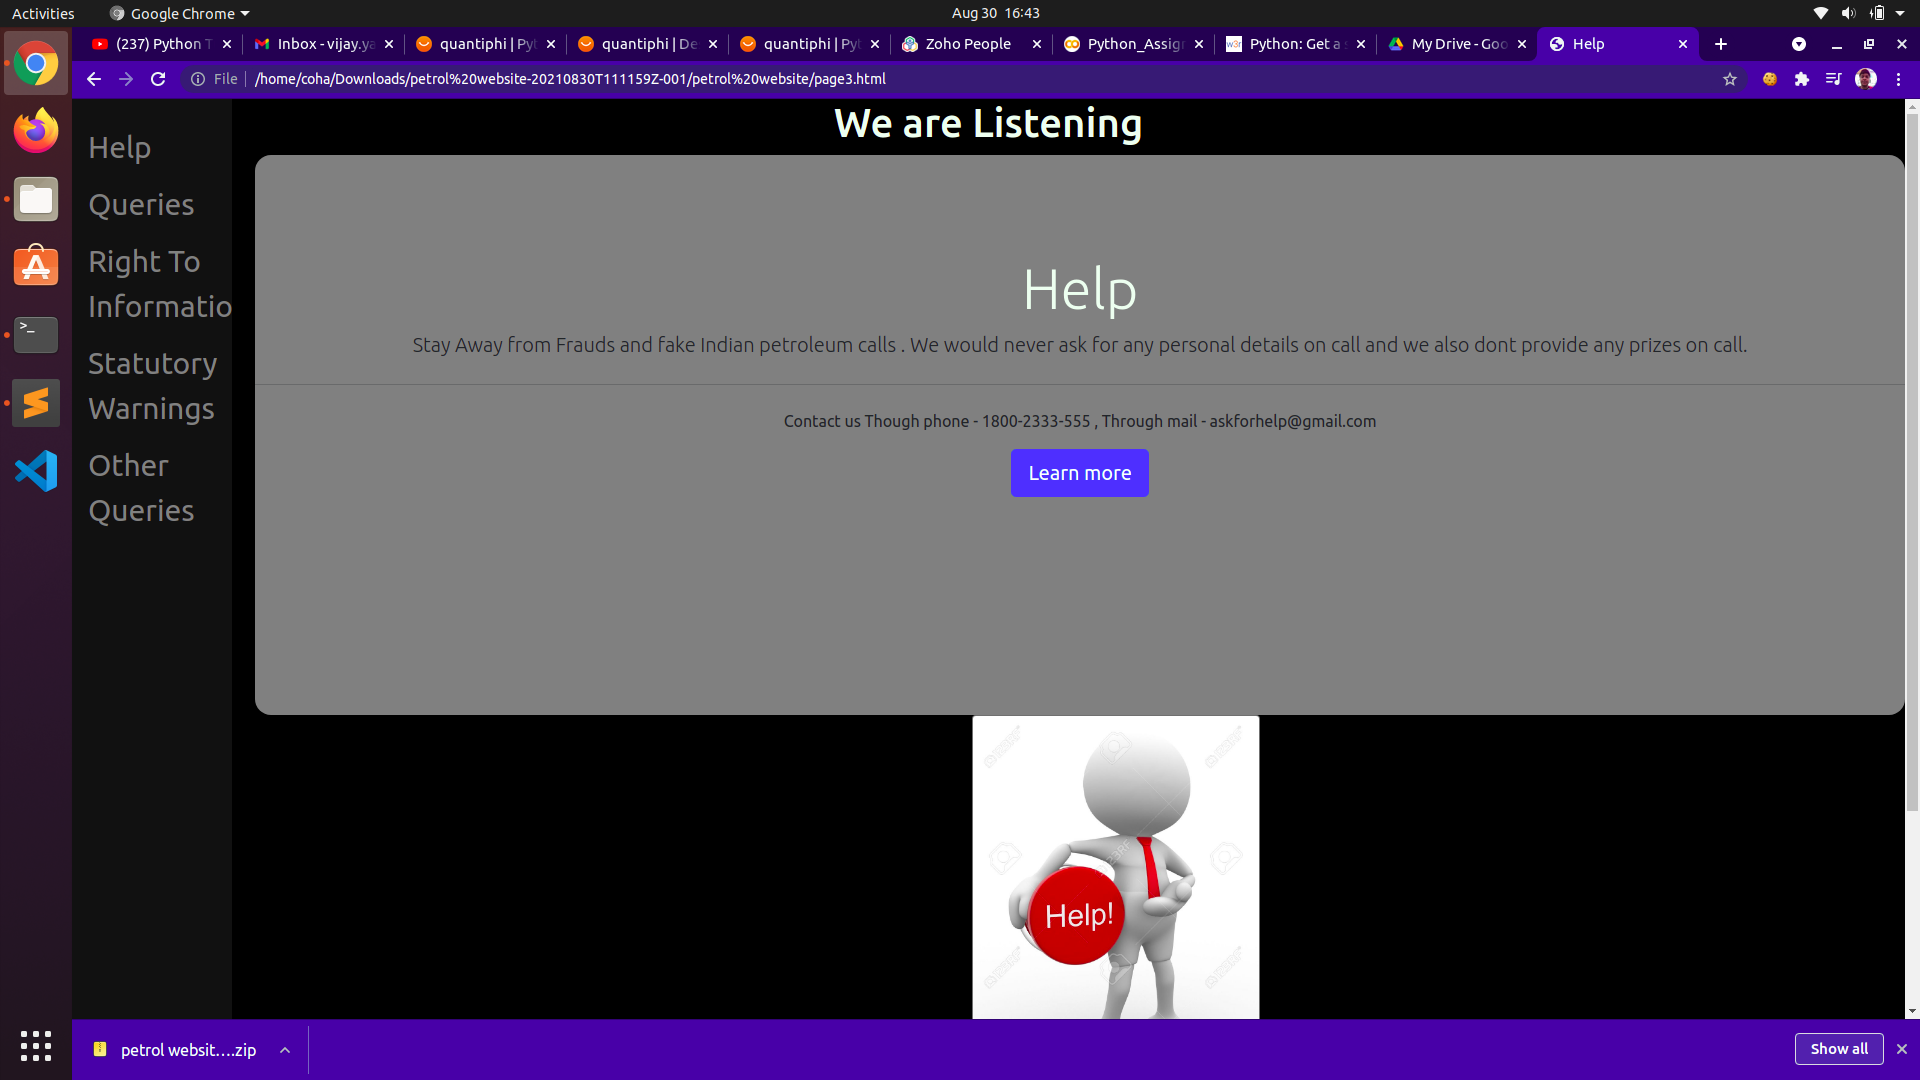 Activities
Google Chrome
Aug 30 16:43
(237) Python T
Inbox - vijay.ya
quantiphi | Pyt
quantiphi | De
quantiphi | Pyt
Zoho People
Python_Assign
Python: Get a s
My Drive - Goo
Help
File
/home/coha/Downloads/petrol%20website-20210830T111159Z-001/petrol%20website/page3.html
We are Listening
Help
Queries
Right To
Informatio
Statutory
Warnings
Other
Queries
Help
Stay Away from Frauds and fake Indian petroleum calls . We would never ask for any personal details on call and we also dont provide any prizes on call.
Contact us Though phone - 1800-2333-555 , Through mail - askforhelp@gmail.com
Learn more
Help!
petrol websit....zip
Show all